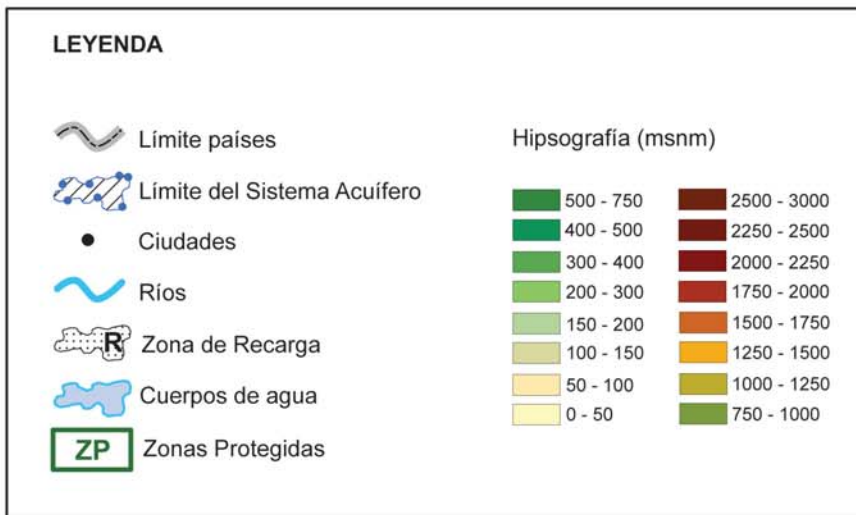 LEYENDA
Límite países
Límite del Sistema Acuífero
Ciudades
Ríos
R Zona de Recarga
Cuerpos de agua
ZP Zonas Protegidas
Hipsografía (msnm)
500 - 750
400 - 500
300 - 400
200 - 300
150 - 200
100 - 150
50 - 100
0 - 50
2500 - 3000
2250 - 2500
2000 - 2250
1750 - 2000
1500 - 1750
1250 - 1500
1000 - 1250
750 - 1000